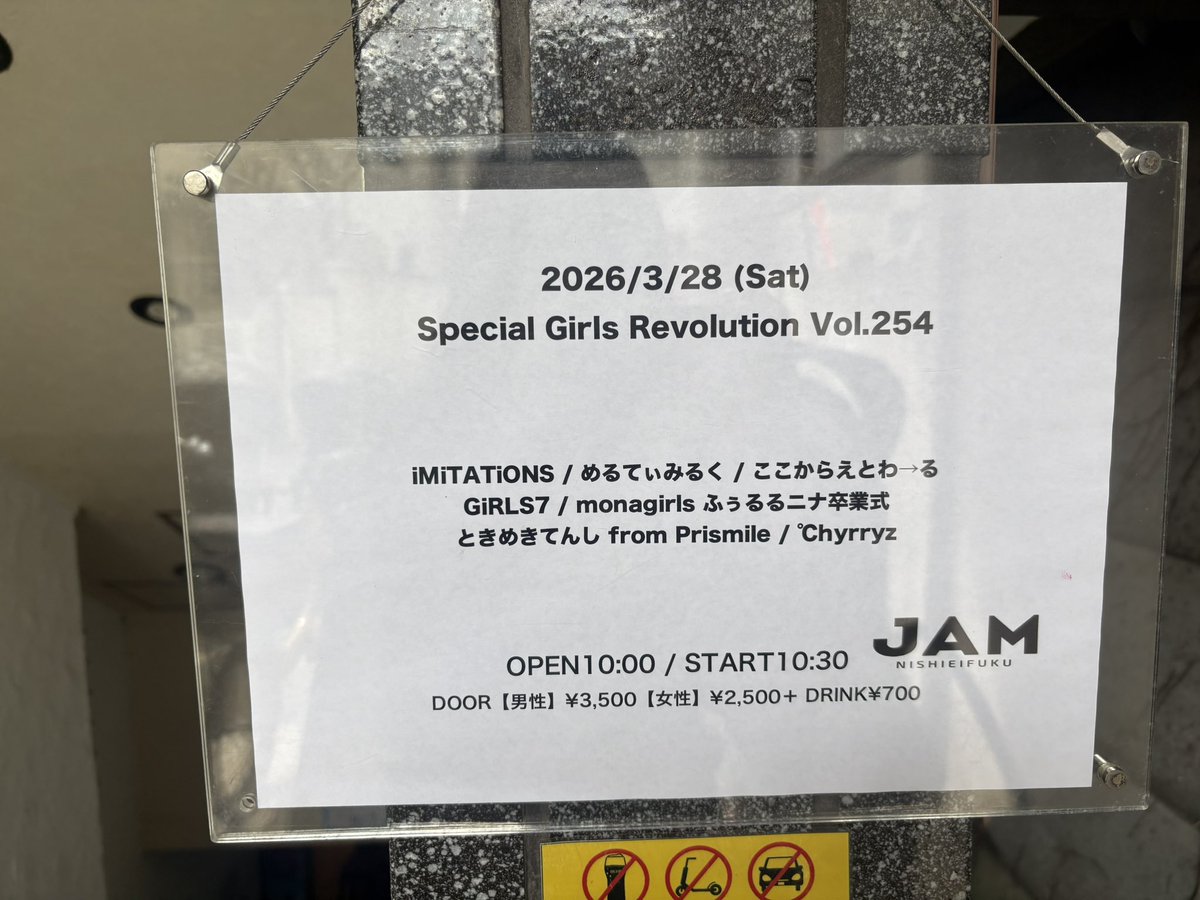 2026/3/28 (Sat)
Special Girls Revolution Vol.254
iMiTATiONS / めるてぃみるく / ここからえとわ→る
GiRLS7 / monagirls ふぅるるニナ卒業式
ときめきてんし from Prismile / ℃hyrryz
JAM
NISHIEIFUKU
OPEN10:00 / START10:30
DOOR【男性】¥3,500【女性】¥2,500+ DRINK¥700